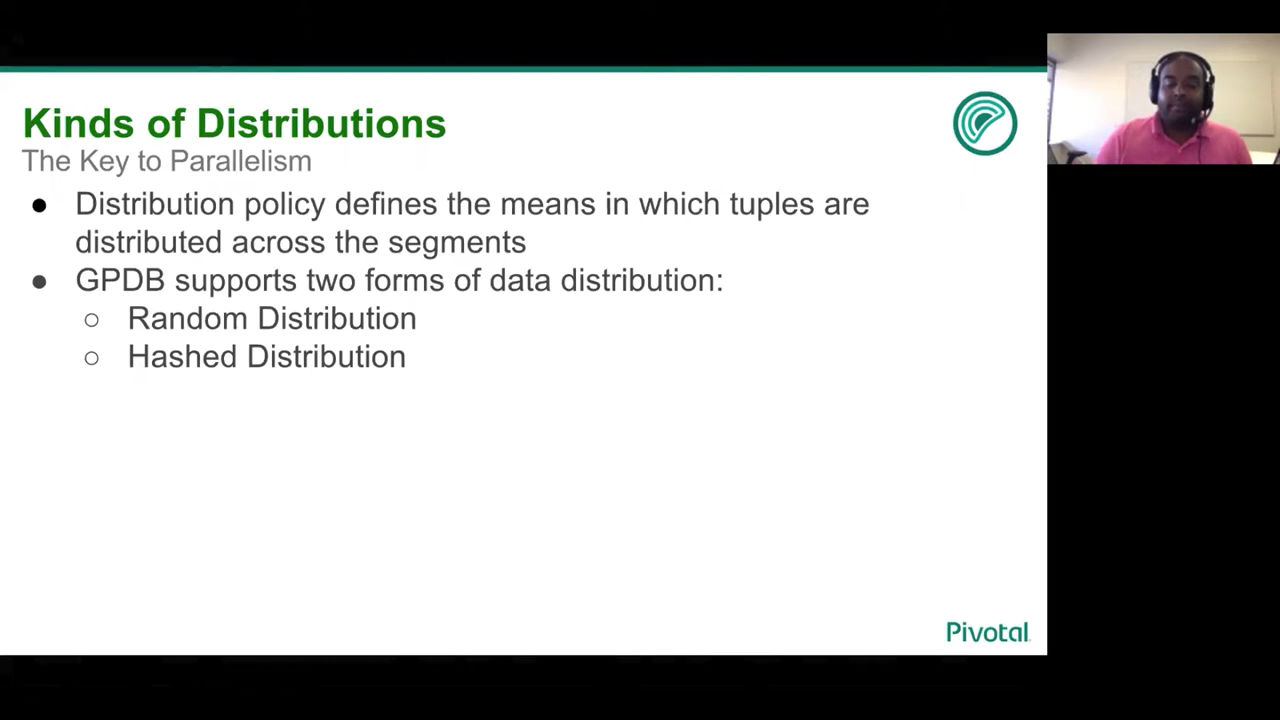 Kinds of Distributions
The Key to Parallelism
● Distribution policy defines the means in which tuples are
distributed across the segments
● GPDB supports two forms of data distribution:
○ Random Distribution
○ Hashed Distribution
Pivotal